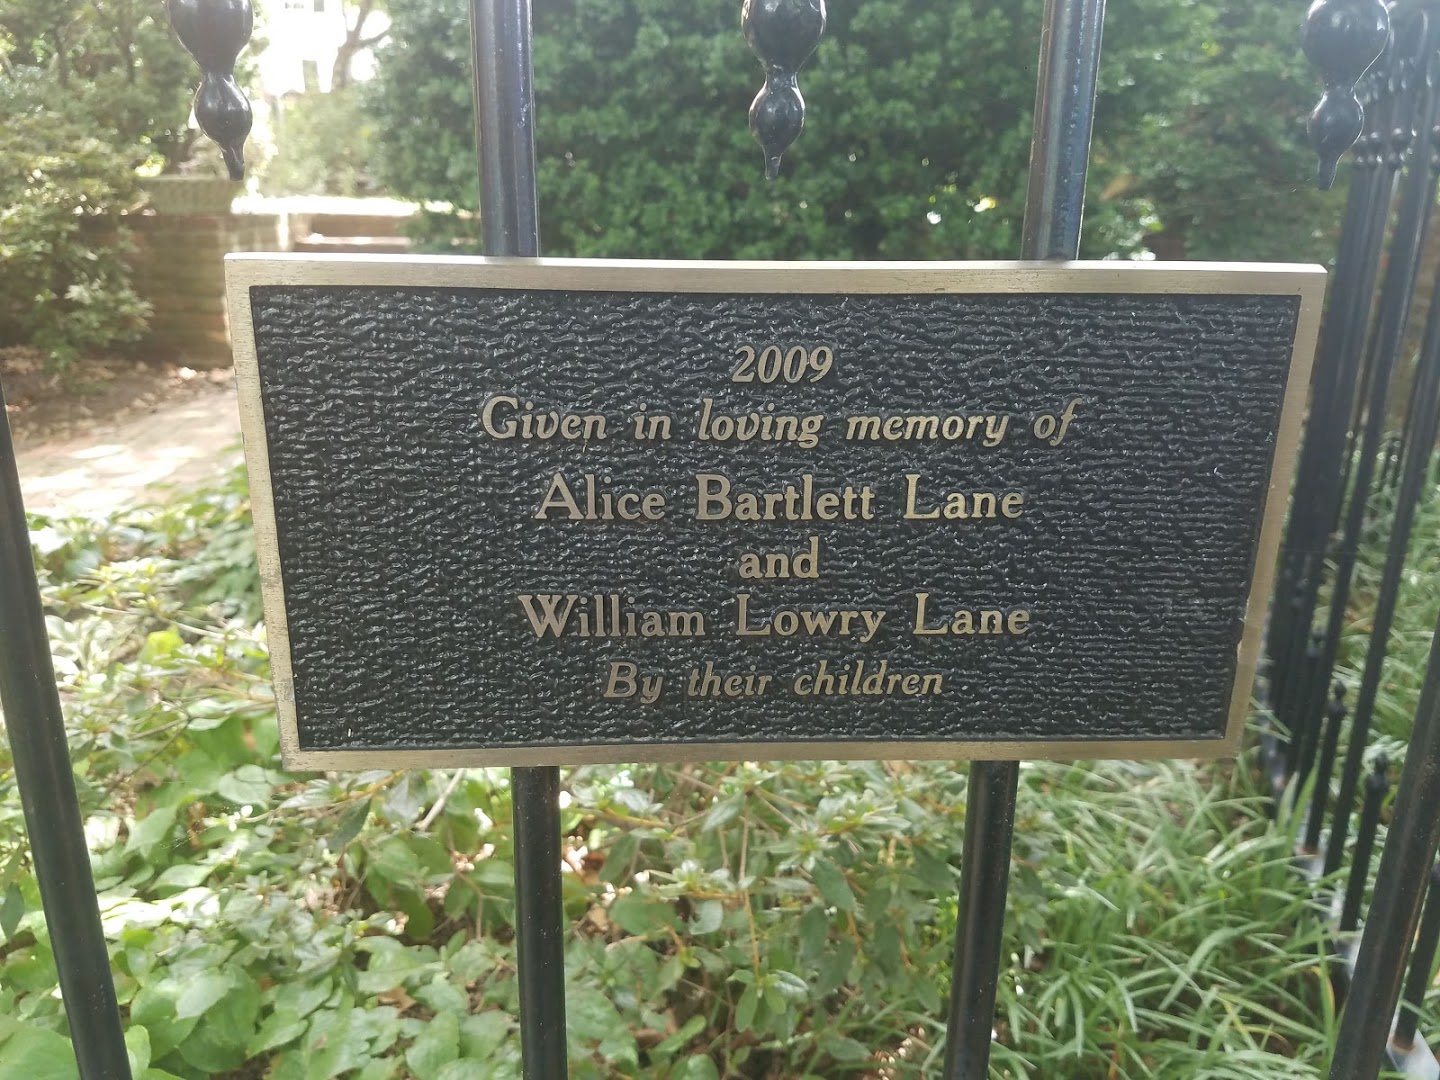 2009
Given in loving memory of
Alice Bartlett Lane
and
William Lowry Lane
By their children